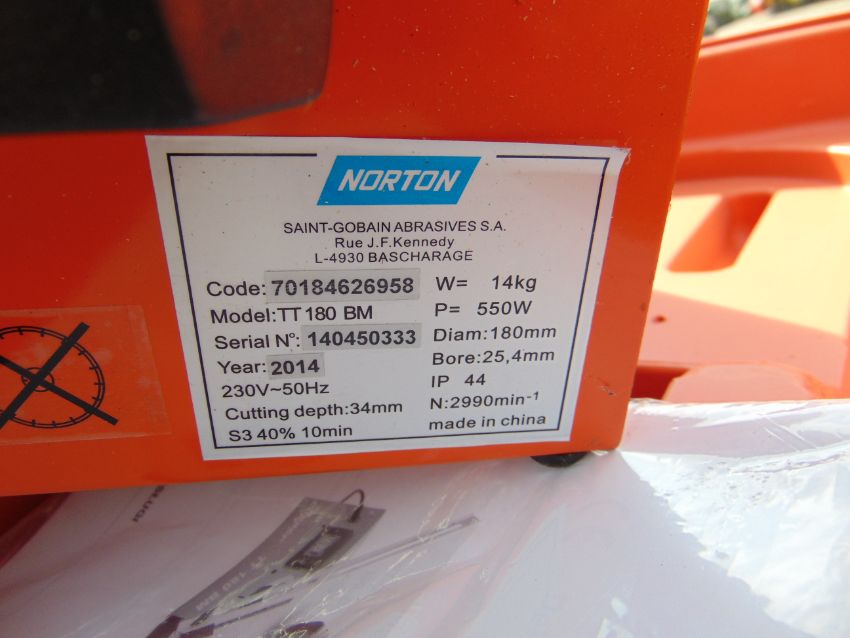 NORTON
SAINT-GOBAIN ABRASIVES S.A.
Rue J.F.Kennedy
L-4930 BASCHARAGE
Code: 70184626958
Model:TT 180 BM
Serial N°: 140450333
Year: 2014
230V~50Hz
Cutting depth:34mm
S3 40% 10min
W= 14kg
P= 550W
Diam:180mm
Bore:25,4mm
IP 44
N:2990min-1
made in china